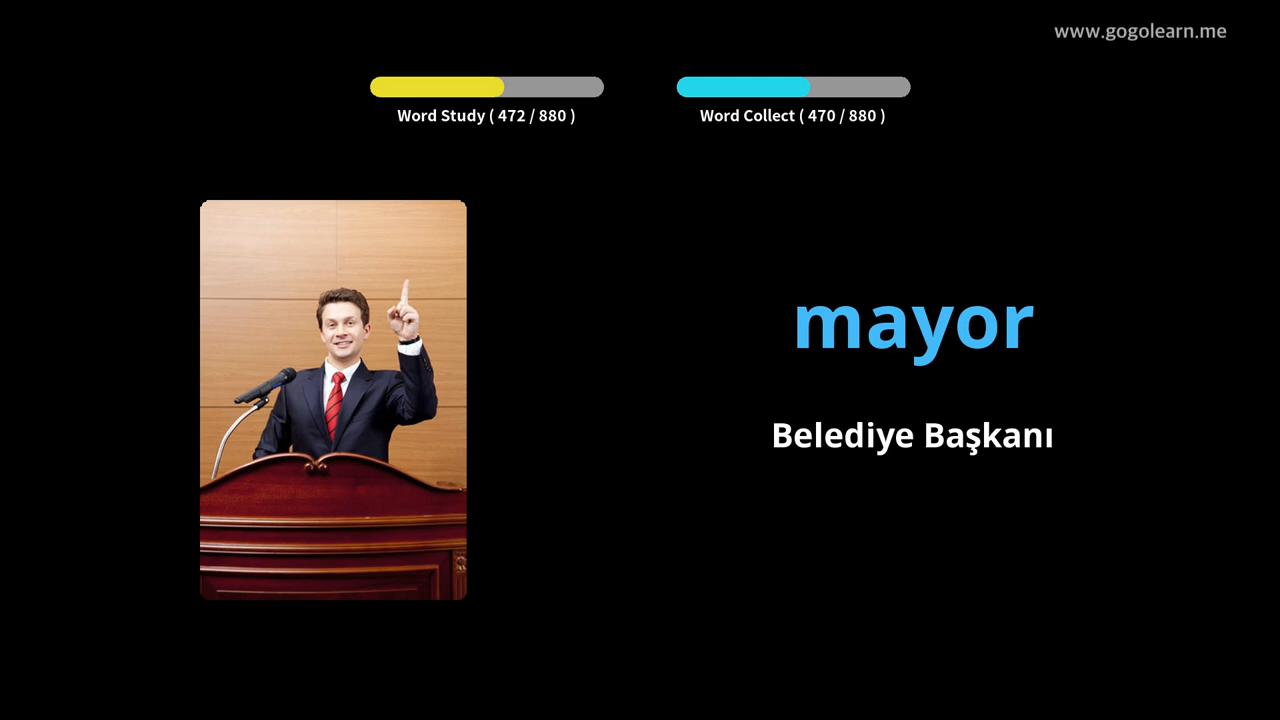 www.gogolearn.me
Word Study ( 472 / 880 )
Word Collect ( 470 / 880 )
mayor
Belediye Başkanı